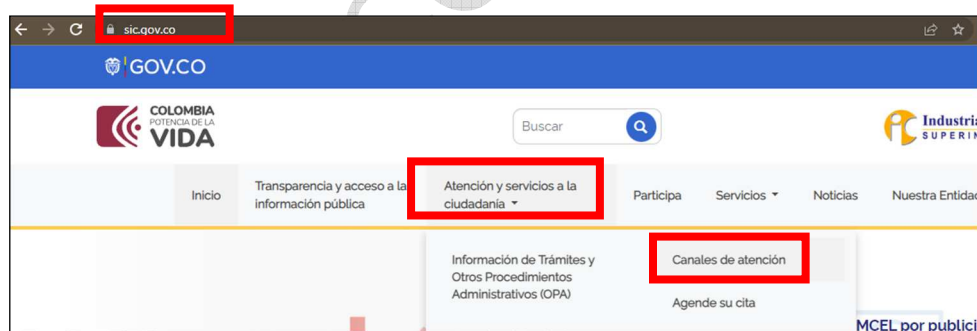 sic.gov.co
GOV.CO
COLOMBIA
POTENCIA DE LA
VIDA
Buscar
Industria
SUPERIN
Inicio
Transparencia y acceso a la
información pública
Atención y servicios a la
ciudadanía
Participa
Servicios
Noticias
Nuestra Entidad
Información de Trámites y
Otros Procedimientos
Administrativos (OPA)
Canales de atención
Agende su cita
MCEL por publici